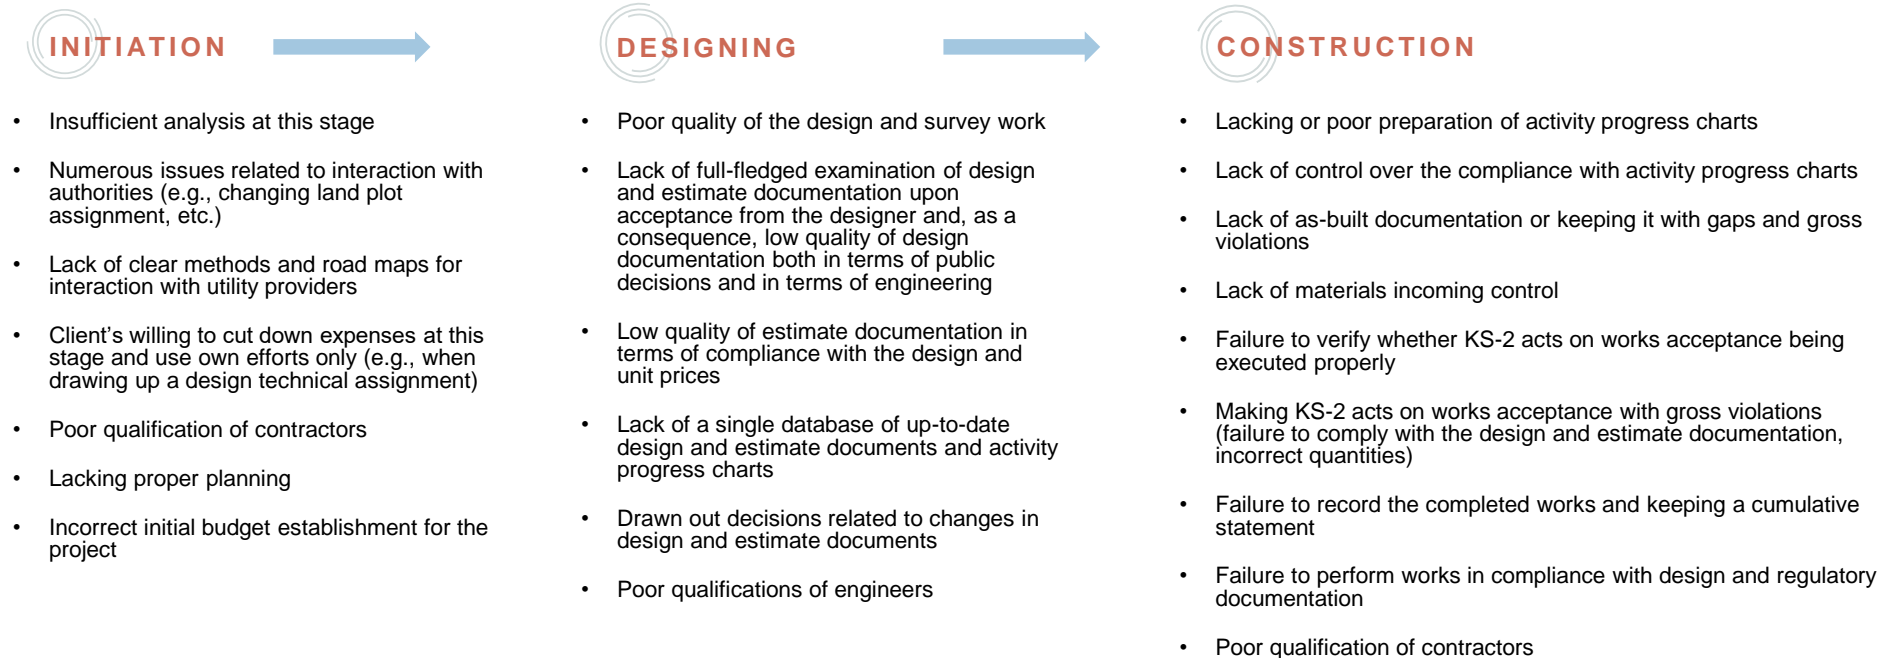 INITIATION
• Insufficient analysis at this stage
• Numerous issues related to interaction with
authorities (e.g., changing land plot
assignment, etc.)
• Lack of clear methods and road maps for
interaction with utility providers
• Client's willing to cut down expenses at this
stage and use own efforts only (e.g., when
drawing up a design technical assignment)
• Poor qualification of contractors
• Lacking proper planning
• Incorrect initial budget establishment for the
project
DESIGNING
• Poor quality of the design and survey work
• Lack of full-fledged examination of design
and estimate documentation upon
acceptance from the designer and, as a
consequence, low quality of design
documentation both in terms of public
decisions and in terms of engineering
• Low quality of estimate documentation in
terms of compliance with the design and
unit prices
• Lack of a single database of up-to-date
design and estimate documents and activity
progress charts
• Drawn out decisions related to changes in
design and estimate documents
• Poor qualifications of engineers
CONSTRUCTION
• Lacking or poor preparation of activity progress charts
• Lack of control over the compliance with activity progress charts
• Lack of as-built documentation or keeping it with gaps and gross
violations
• Lack of materials incoming control
• Failure to verify whether KS-2 acts on works acceptance being
executed properly
• Making KS-2 acts on works acceptance with gross violations
(failure to comply with the design and estimate documentation,
incorrect quantities)
• Failure to record the completed works and keeping a cumulative
statement
• Failure to perform works in compliance with design and regulatory
documentation
• Poor qualification of contractors